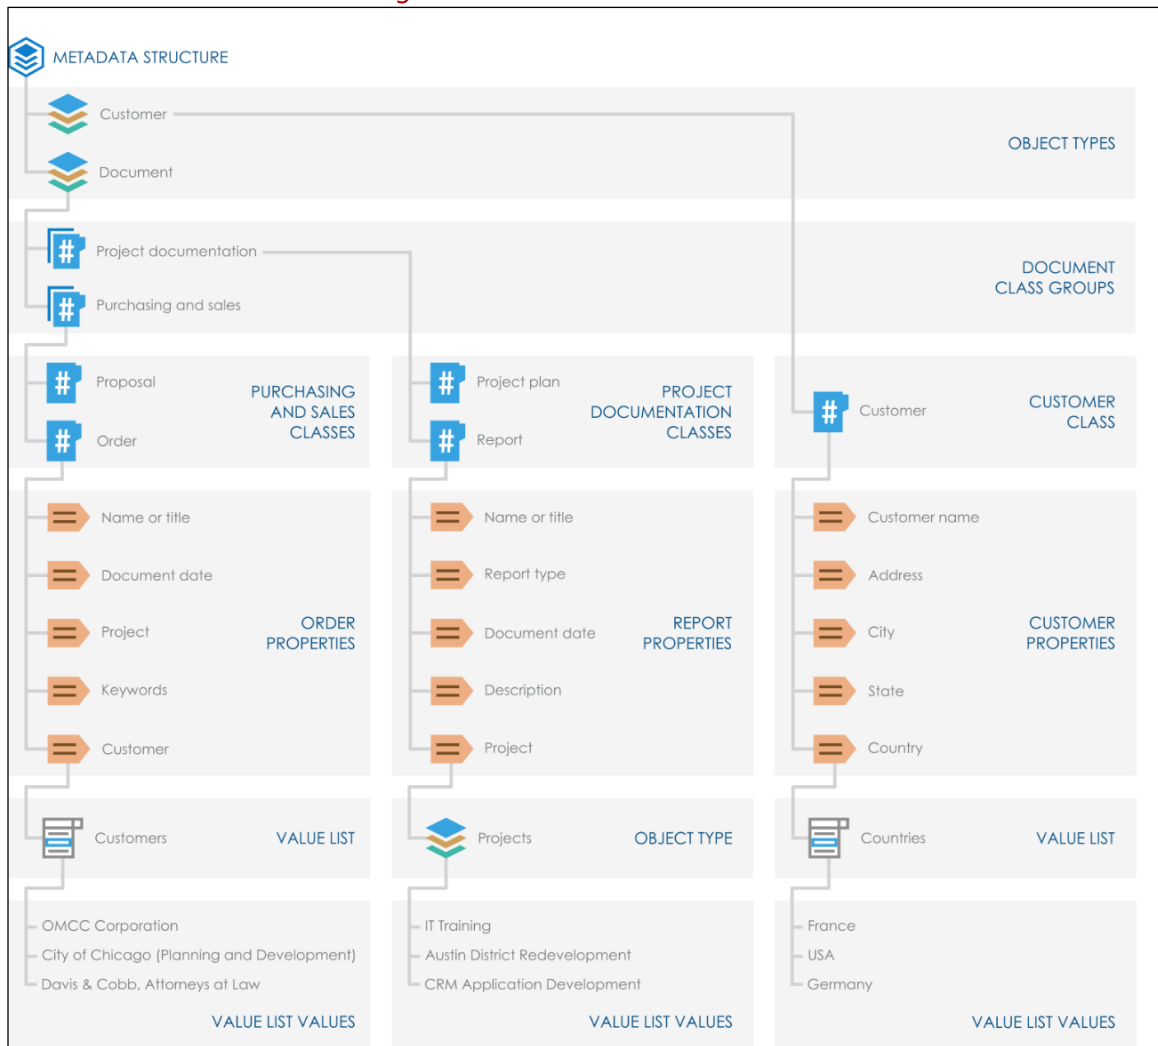 METADATA STRUCTURE
Customer
OBJECT TYPES
Document
Project documentation
DOCUMENT
CLASS GROUPS
Purchasing and sales
Proposal
Order
PURCHASING
AND SALES
CLASSES
Project plan
Report
PROJECT
DOCUMENTATION
CLASSES
Customer
CUSTOMER
CLASS
Name or title
Document date
Project
Keywords
Customer
ORDER
PROPERTIES
Name or title
Report type
Document date
Description
Project
REPORT
PROPERTIES
Customer name
Address
City
State
Country
CUSTOMER
PROPERTIES
Customers
VALUE LIST
Projects
OBJECT TYPE
Countries
VALUE LIST
OMCC Corporation
City of Chicago (Planning and Development)
Davis & Cobb, Attorneys at Law
VALUE LIST VALUES
IT Training
Austin District Redevelopment
CRM Application Development
VALUE LIST VALUES
France
USA
Germany
VALUE LIST VALUES